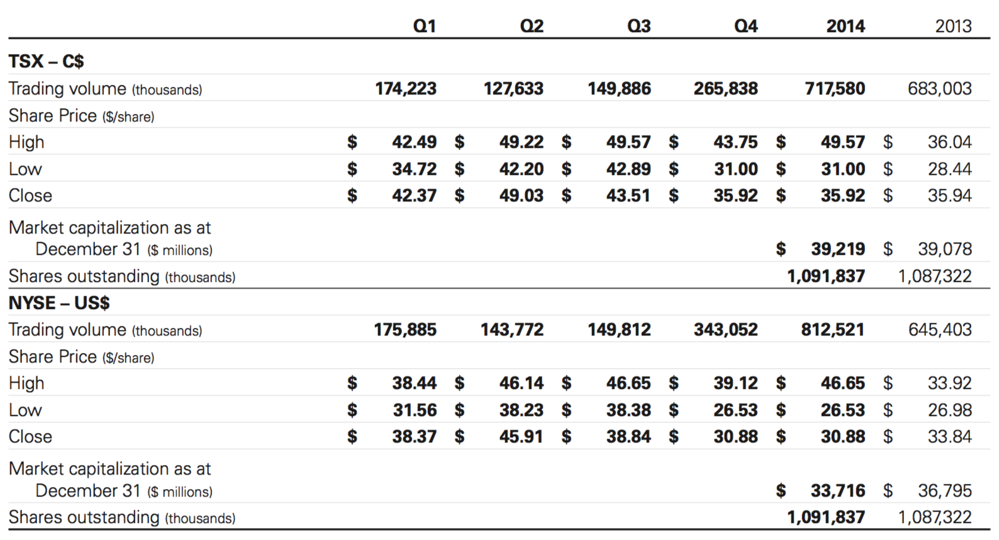 Q1 Q2 Q3 Q4 2014 2013
TSX – C$
Trading volume (thousands) 174,223 127,633 149,886 265,838 717,580 683,003
Share Price ($/share)
High $ 42.49 $ 49.22 $ 49.57 $ 43.75 $ 49.57 $ 36.04
Low $ 34.72 $ 42.20 $ 42.89 $ 31.00 $ 31.00 $ 28.44
Close $ 42.37 $ 49.03 $ 43.51 $ 35.92 $ 35.92 $ 35.94
Market capitalization as at
December 31 ($ millions) $ 39,219 $ 39,078
Shares outstanding (thousands) 1,091,837 1,087,322
NYSE – US$
Trading volume (thousands) 175,885 143,772 149,812 343,052 812,521 645,403
Share Price ($/share)
High $ 38.44 $ 46.14 $ 46.65 $ 39.12 $ 46.65 $ 33.92
Low $ 31.56 $ 38.23 $ 38.38 $ 26.53 $ 26.53 $ 26.98
Close $ 38.37 $ 45.91 $ 38.84 $ 30.88 $ 30.88 $ 33.84
Market capitalization as at
December 31 ($ millions) $ 33,716 $ 36,795
Shares outstanding (thousands) 1,091,837 1,087,322